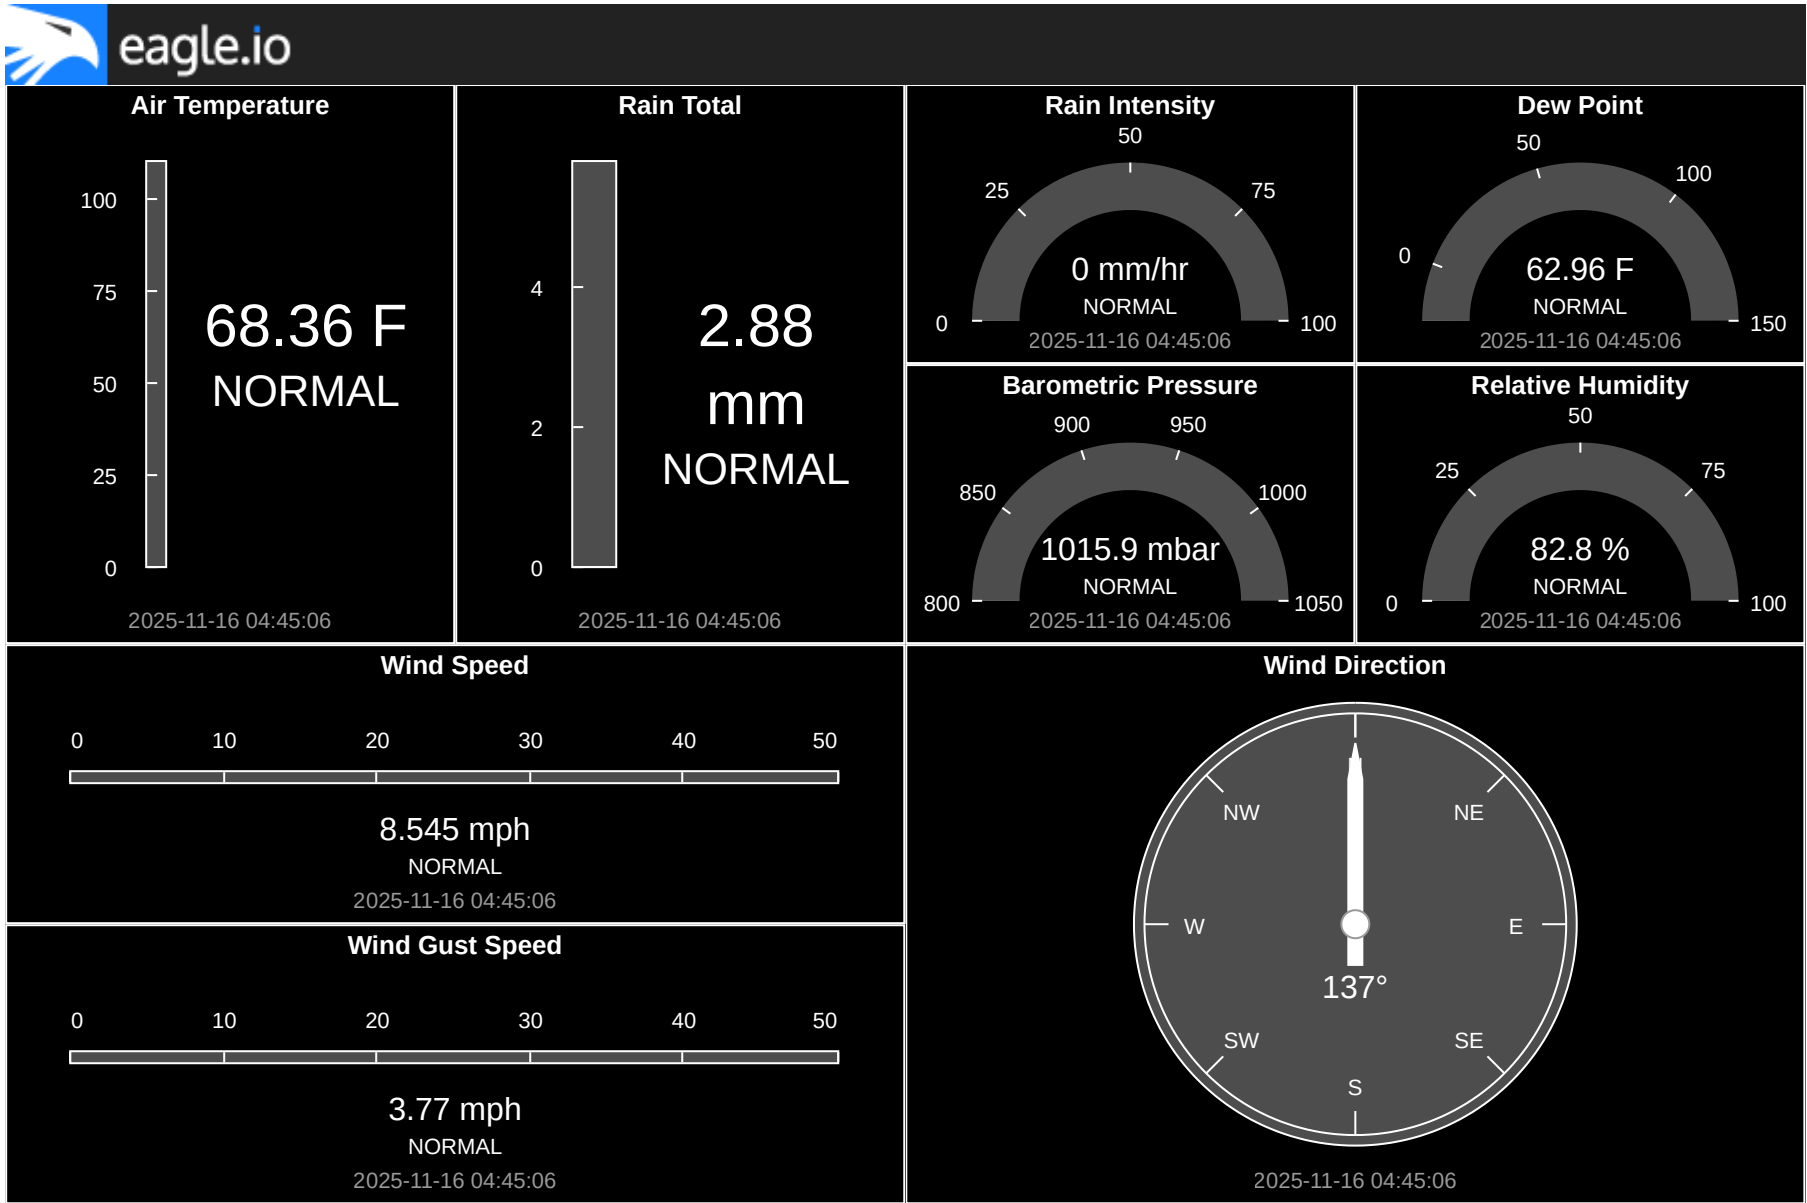 eagle.io
Air Temperature
100
75
50
25
0
68.36 F
NORMAL
2025-11-16 04:45:06
Rain Total
4
2
0
2.88
mm
NORMAL
2025-11-16 04:45:06
Rain Intensity
0
25
50
75
100
0 mm/hr
NORMAL
2025-11-16 04:45:06
Dew Point
0
50
100
150
62.96 F
NORMAL
2025-11-16 04:45:06
Barometric Pressure
800
850
900
950
1000
1050
1015.9 mbar
NORMAL
2025-11-16 04:45:06
Relative Humidity
0
25
50
75
100
82.8 %
NORMAL
2025-11-16 04:45:06
Wind Speed
0 10 20 30 40 50
8.545 mph
NORMAL
2025-11-16 04:45:06
Wind Gust Speed
0 10 20 30 40 50
3.77 mph
NORMAL
2025-11-16 04:45:06
Wind Direction
NW NE
W E
137°
SW SE
S
2025-11-16 04:45:06